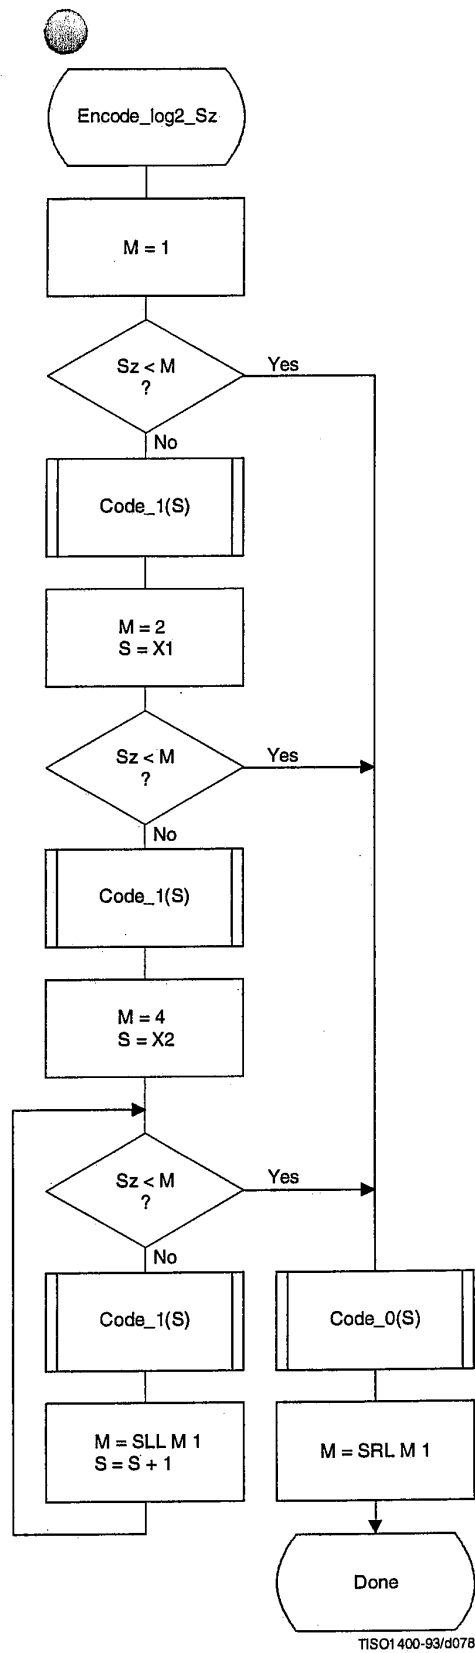 Encode_log2_Sz
M = 1
Sz < M
?
Yes
No
Code_1(S)
M = 2
S = X1
Sz < M
?
Yes
No
Code_1(S)
M = 4
S = X2
Sz < M
?
Yes
No
Code_1(S)
Code_0(S)
M = SLL M 1
S = S + 1
M = SRL M 1
Done
TISO1400-93/d078